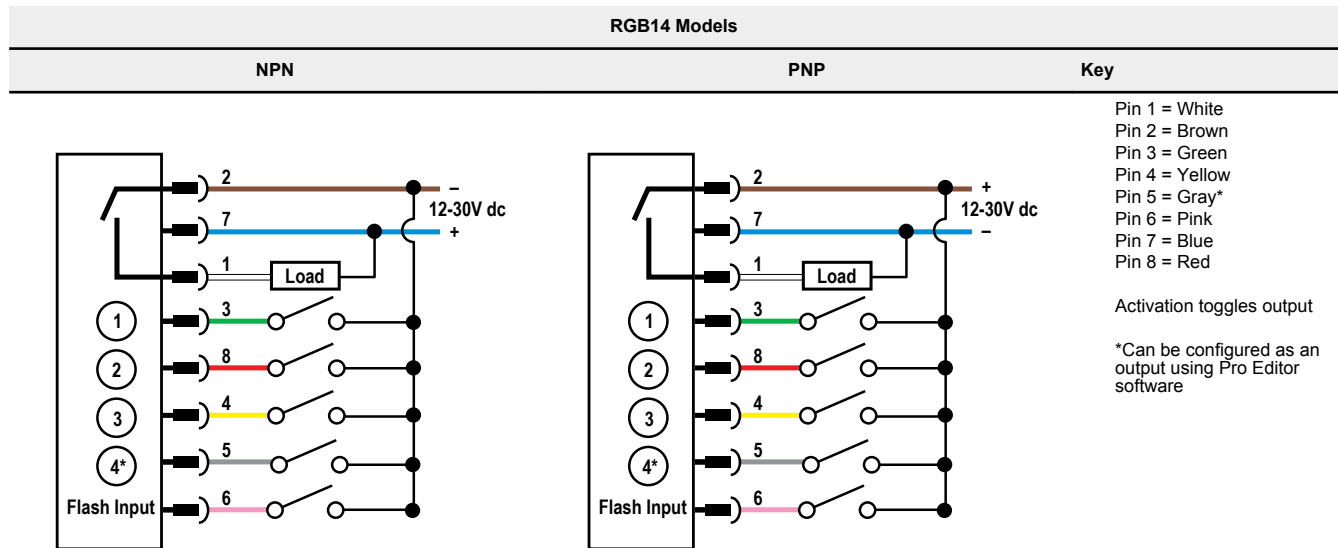 RGB14 Models
NPN
PNP
Key
2
–
12-30V dc
7
+
1
Load
1
3
2
8
3
4
4*
5
Flash Input
6
2
+
12-30V dc
7
–
1
Load
1
3
2
8
3
4
4*
5
Flash Input
6
Pin 1 = White
Pin 2 = Brown
Pin 3 = Green
Pin 4 = Yellow
Pin 5 = Gray*
Pin 6 = Pink
Pin 7 = Blue
Pin 8 = Red
Activation toggles output
*Can be configured as an
output using Pro Editor
software